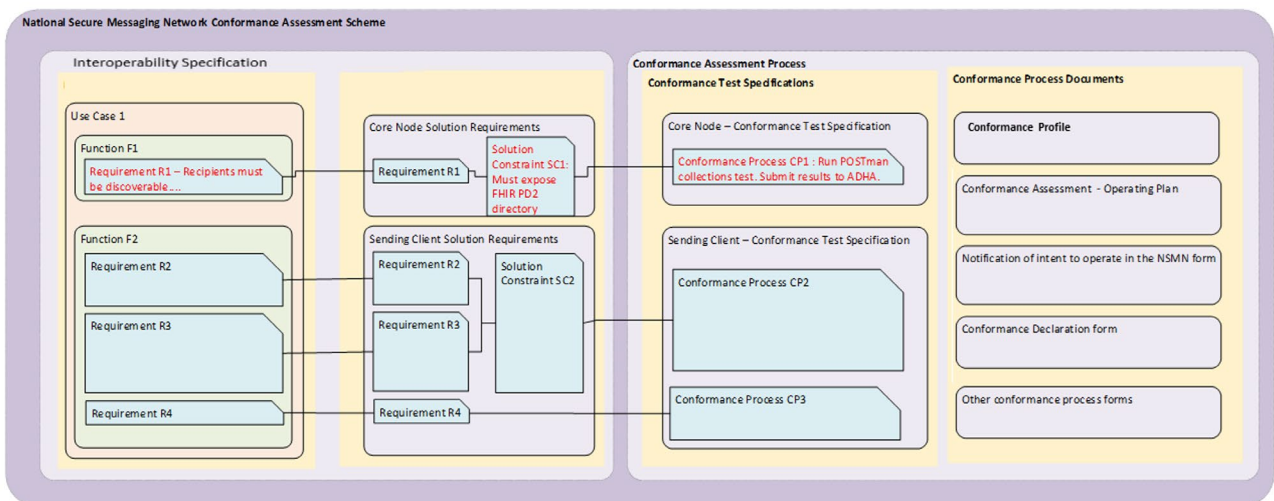 National Secure Messaging Network Conformance Assessment Scheme
Interoperability Specification
Use Case 1
Function F1
Requirement R1 – Recipients must
be discoverable....
Function F2
Requirement R2
Requirement R3
Requirement R4
Core Node Solution Requirements
Requirement R1
Solution
Constraint SC1:
Must expose
FHIR PD2
directory
Sending Client Solution Requirements
Requirement R2
Requirement R3
Solution
Constraint SC2
Requirement R4
Conformance Assessment Process
Conformance Test Specifications
Core Node – Conformance Test Specification
Conformance Process CP1 : Run POSTman
collections test. Submit results to ADHA.
Sending Client – Conformance Test Specification
Conformance Process CP2
Conformance Process CP3
Conformance Process Documents
Conformance Profile
Conformance Assessment - Operating Plan
Notification of intent to operate in the NSMN form
Conformance Declaration form
Other conformance process forms